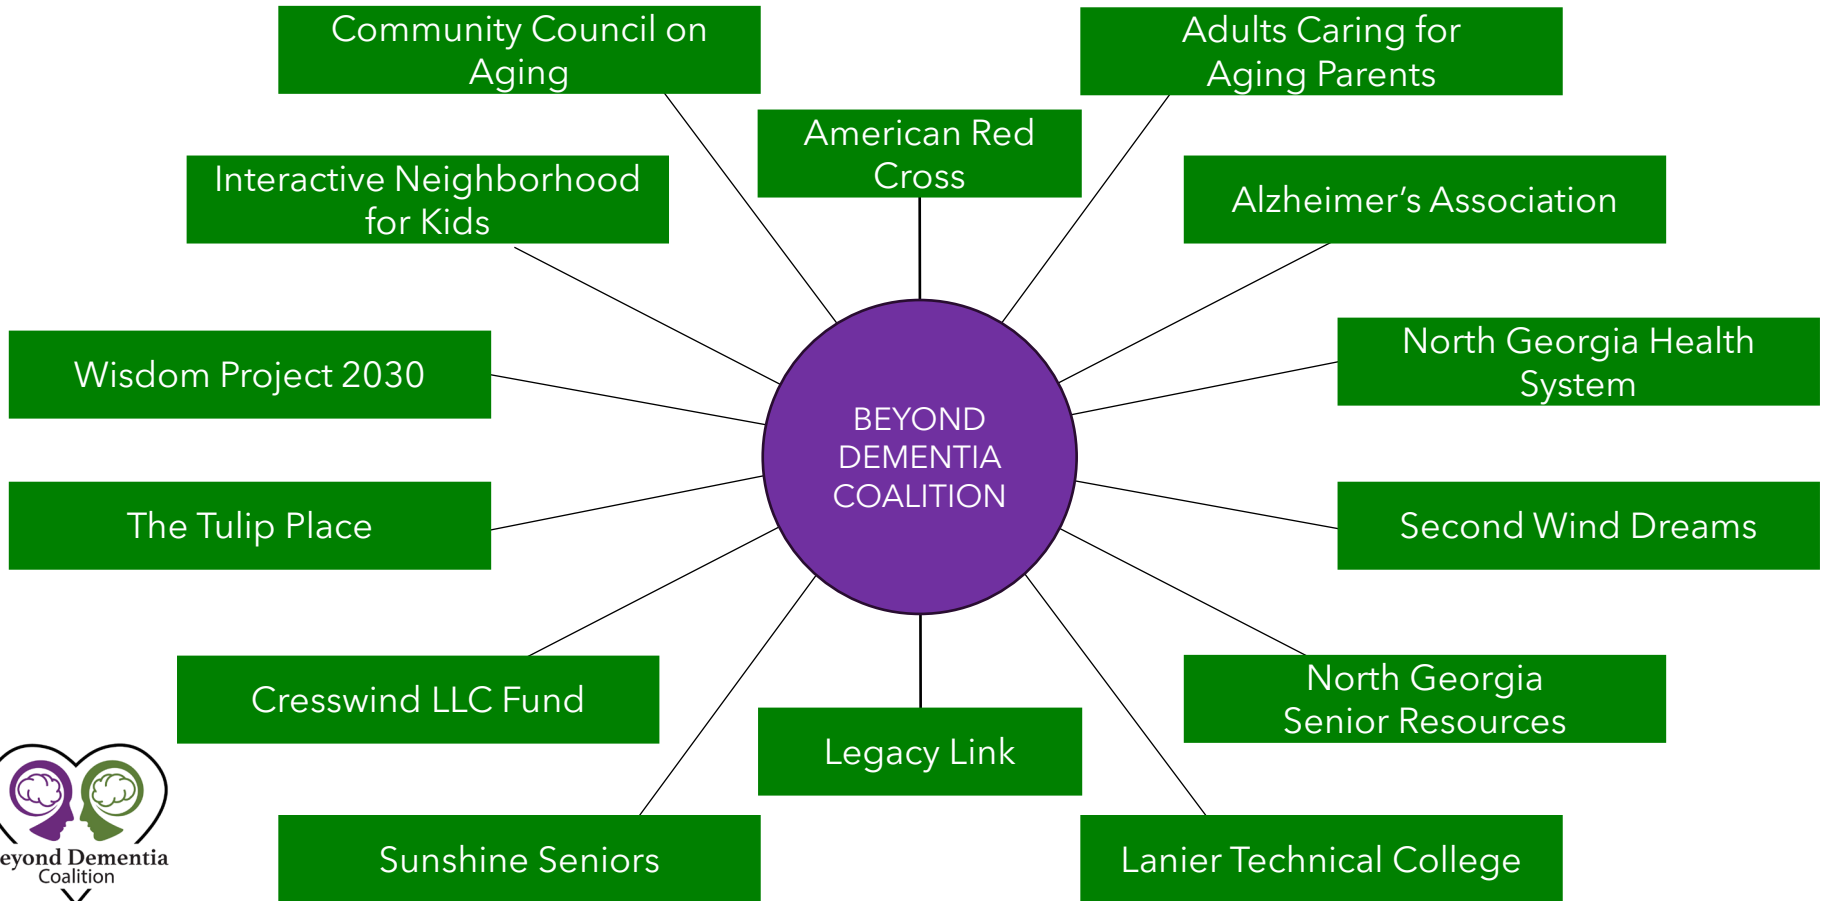 Community Council on
Aging
Adults Caring for
Aging Parents
American Red
Cross
Interactive Neighborhood
for Kids
Alzheimer’s Association
Wisdom Project 2030
North Georgia Health
System
BEYOND
DEMENTIA
COALITION
The Tulip Place
Second Wind Dreams
Cresswind LLC Fund
North Georgia
Senior Resources
Legacy Link
Sunshine Seniors
Lanier Technical College
eyond Dementia
Coalition